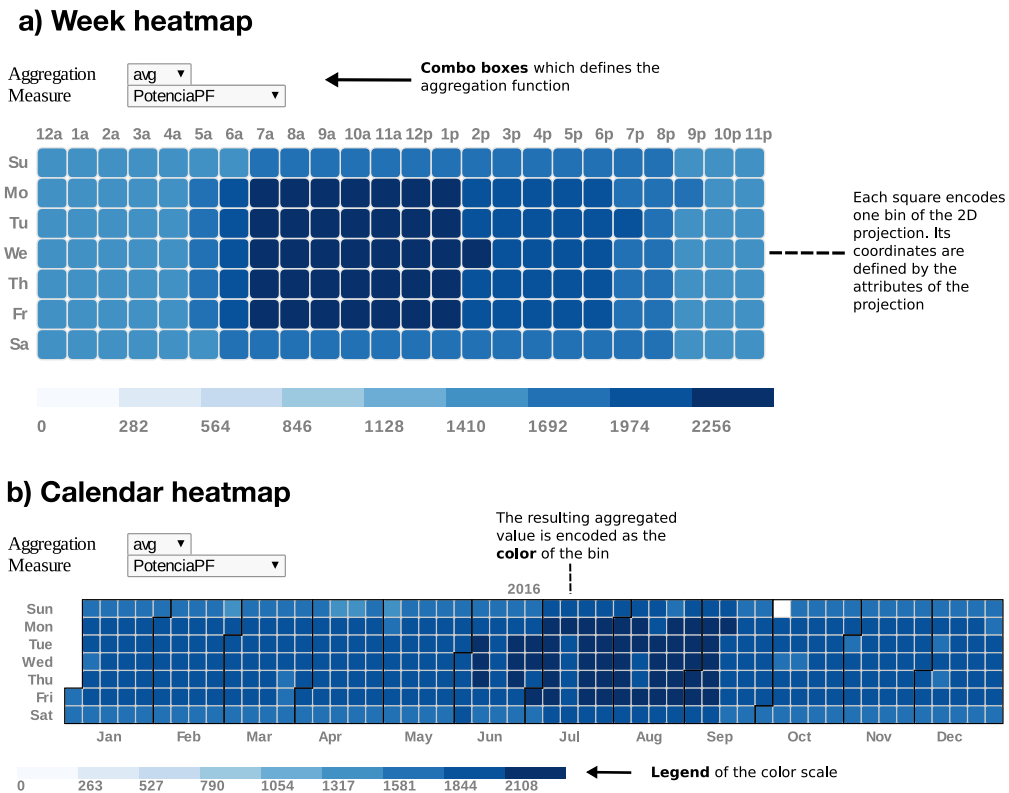 a) Week heatmap
Aggregation avg
Measure PotenciaPF
Combo boxes which defines the
aggregation function
12a 1a 2a 3a 4a 5a 6a 7a 8a 9a 10a 11a 12p 1p 2p 3p 4p 5p 6p 7p 8p 9p 10p 11p
Su
Mo
Tu
We
Th
Fr
Sa
Each square encodes
one bin of the 2D
projection. Its
coordinates are
defined by the
attributes of the
projection
0 282 564 846 1128 1410 1692 1974 2256
b) Calendar heatmap
Aggregation avg
Measure PotenciaPF
The resulting aggregated
value is encoded as the
color of the bin
2016
Sun
Mon
Tue
Wed
Thu
Fri
Sat
Jan Feb Mar Apr May Jun Jul Aug Sep Oct Nov Dec
0 263 527 790 1054 1317 1581 1844 2108
Legend of the color scale